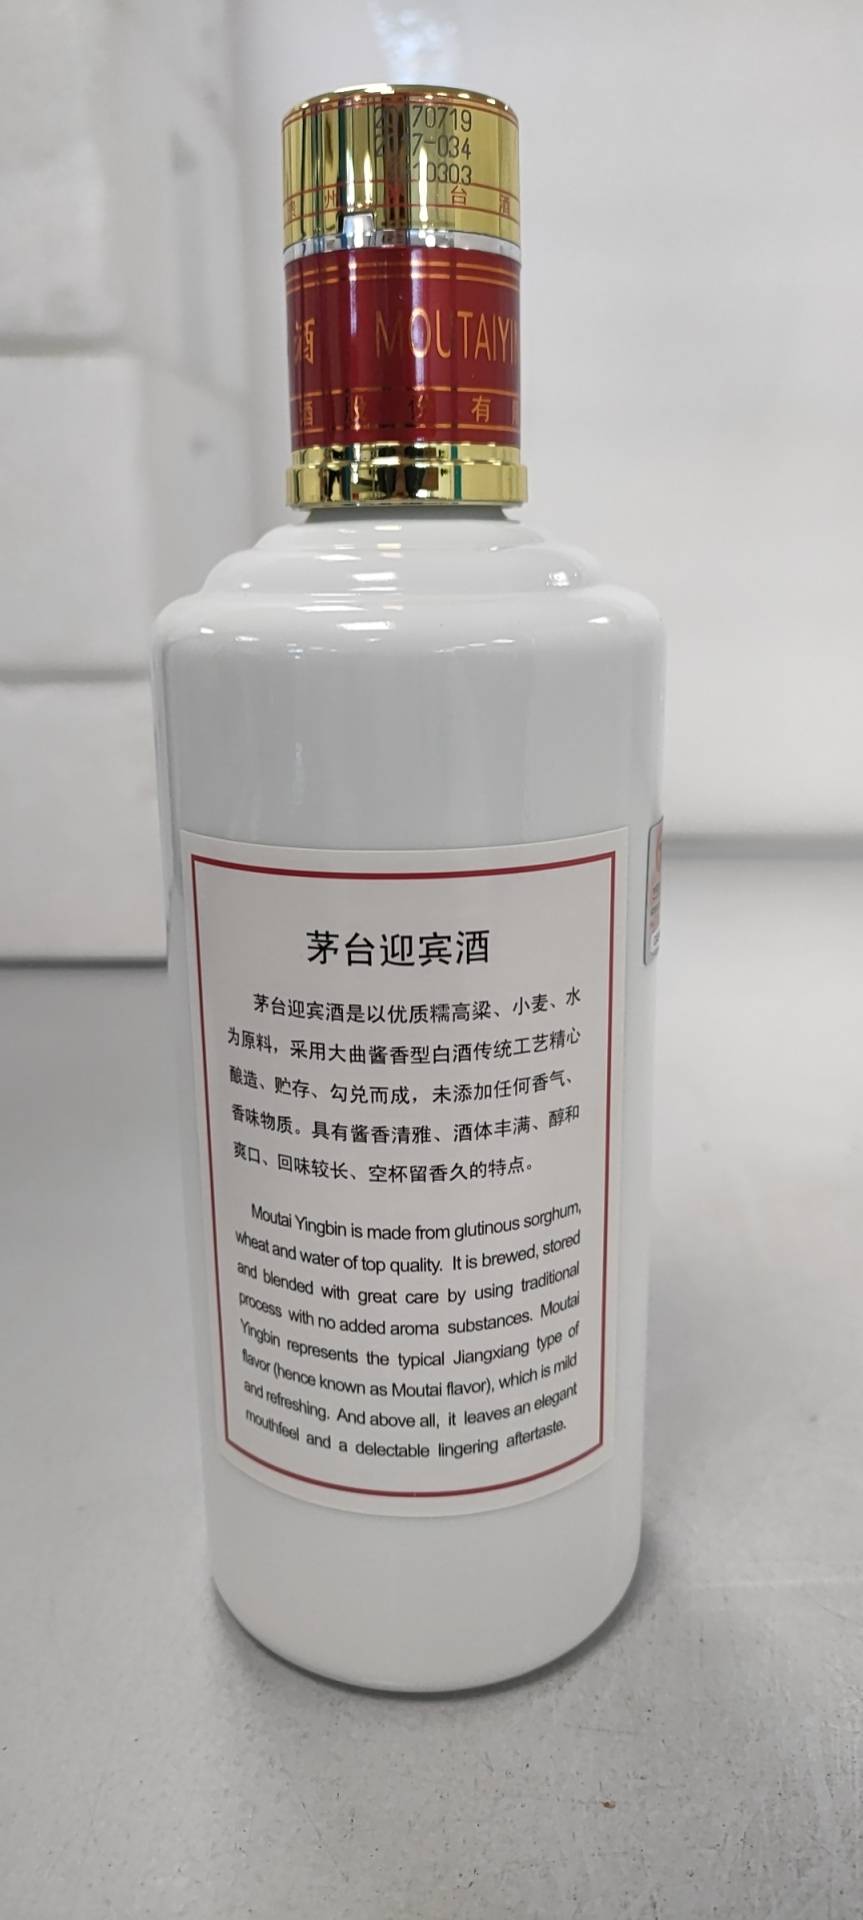 20170719
2017-034
10303
贵州茅台酒
酒 MOUTAIYI
酒股份有
茅台迎宾酒
茅台迎宾酒是以优质糯高粱、小麦、水
为原料，采用大曲酱香型白酒传统工艺精心
酿造、贮存、勾兑而成，未添加任何香气、
香味物质。具有酱香清雅、酒体丰满、醇和
爽口、回味较长、空杯留香久的特点。
Moutai Yingbin is made from glutinous sorghum,
wheat and water of top quality. It is brewed, stored
and blended with great care by using traditional
process with no added aroma substances. Moutai
Yingbin represents the typical Jiangxiang type of
flavor (hence known as Moutai flavor), which is mild
and refreshing. And above all, it leaves an elegant
mouthfeel and a delectable lingering aftertaste.